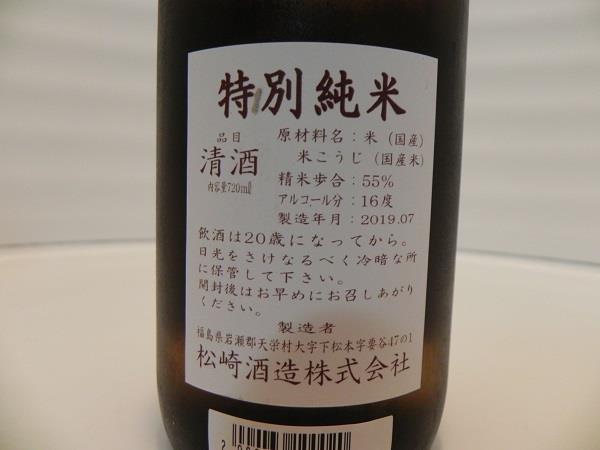 特別純米
品目
清酒
内容量720ml
原材料名：米（国産）
米こうじ（国産米）
精米歩合：55%
アルコール分：16度
製造年月：2019.07
飲酒は20歳になってから。
日光をさけなるべく冷暗な所
に保管して下さい。
開封後はお早めにお召しあがり
ください。
製造者
福島県岩瀬郡天栄村大字下松本字要谷47の1
松崎酒造株式会社